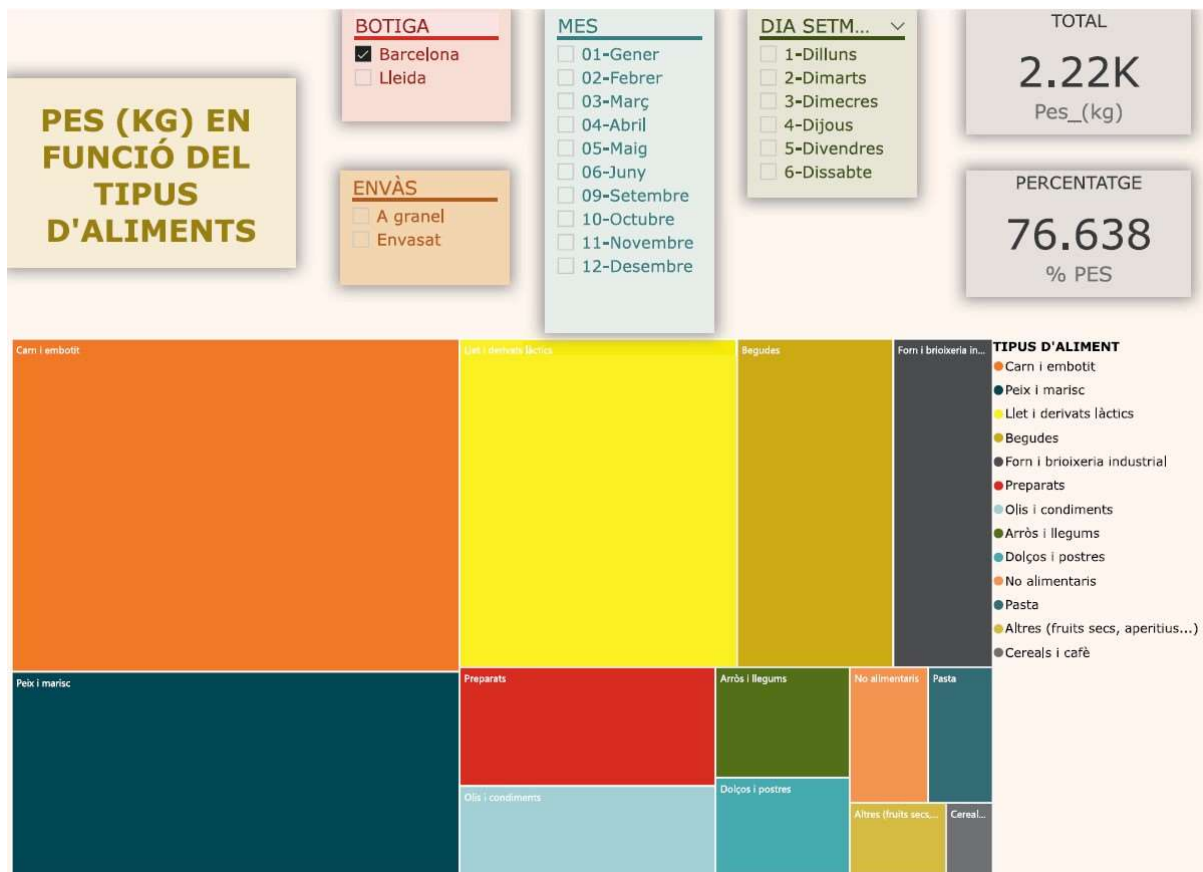 PES (KG) EN
FUNCIÓ DEL
TIPUS
D'ALIMENTS
BOTIGA
Barcelona
Lleida
ENVÀS
A granel
Envasat
MES
01-Gener
02-Febrer
03-Març
04-Abril
05-Maig
06-Juny
09-Setembre
10-Octubre
11-Novembre
12-Desembre
DIA SETM...
1-Dilluns
2-Dimarts
3-Dimecres
4-Dijous
5-Divendres
6-Dissabte
TOTAL
2.22K
Pes_(kg)
PERCENTATGE
76.638
% PES
Carn i embotit
Llet i derivats làctics
Begudes
Forn i brioixeria in...
Peix i marisc
Preparats
Olis i condiments
Arròs i llegums
Dolços i postres
No alimentaris
Pasta
Altres (fruits secs,...
Cereal...
TIPUS D'ALIMENT
Carn i embotit
Peix i marisc
Llet i derivats làctics
Begudes
Forn i brioixeria industrial
Preparats
Olis i condiments
Arròs i llegums
Dolços i postres
No alimentaris
Pasta
Altres (fruits secs, aperitius...)
Cereals i cafè